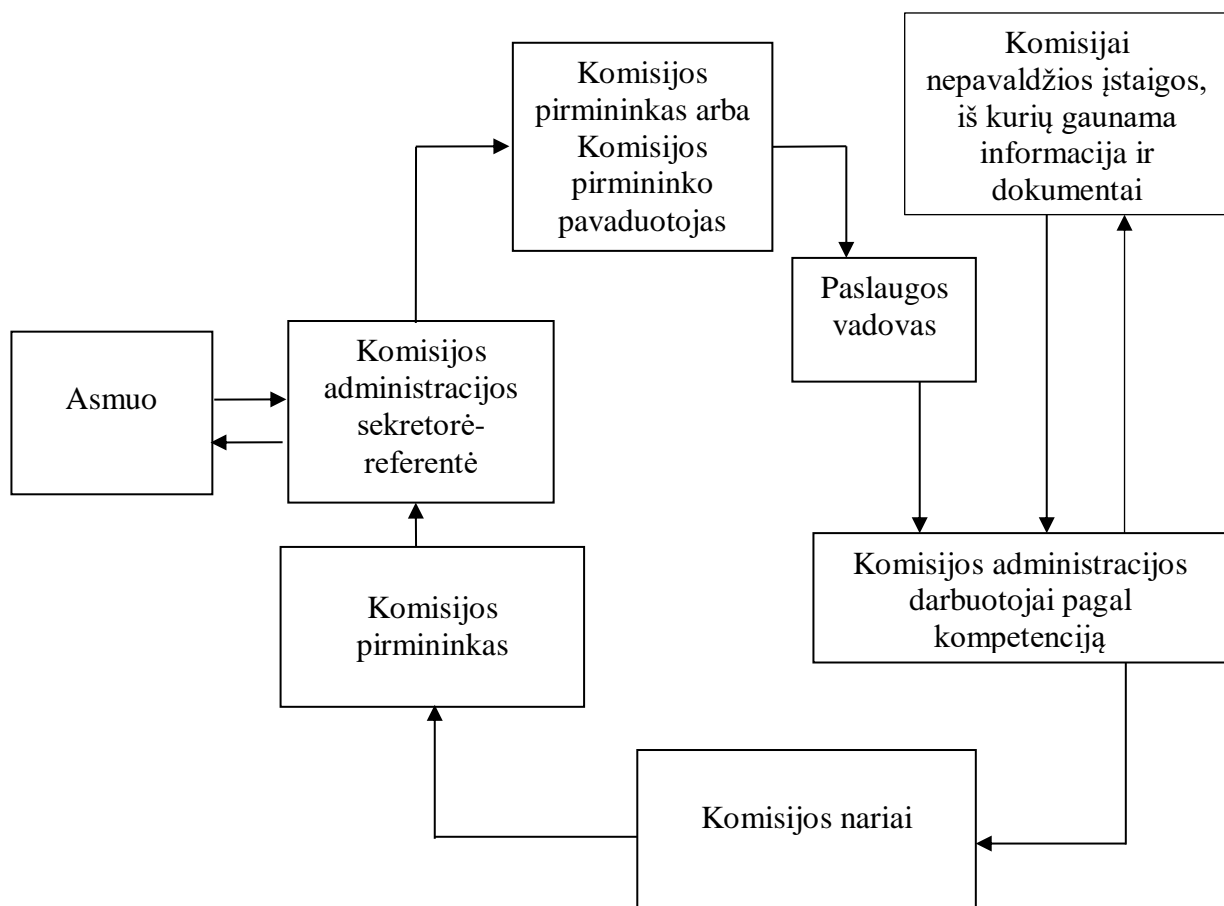 Komisijos
pirmininkas arba
Komisijos
pirmininko
pavaduotojas
Komisijai
nepavaldžios įstaigos,
iš kurių gaunama
informacija ir
dokumentai
Paslaugos
vadovas
Asmuo
Komisijos
administracijos
sekretorė-
referentė
Komisijos administracijos
darbuotojai pagal
kompetenciją
Komisijos
pirmininkas
Komisijos nariai